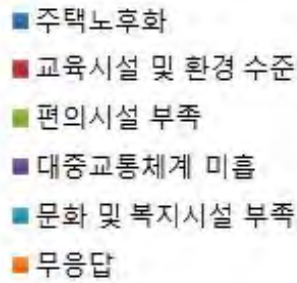 주택노후화
교육시설 및 환경 수준
편의시설 부족
대중교통체계 미흡
문화 및 복지시설 부족
무응답